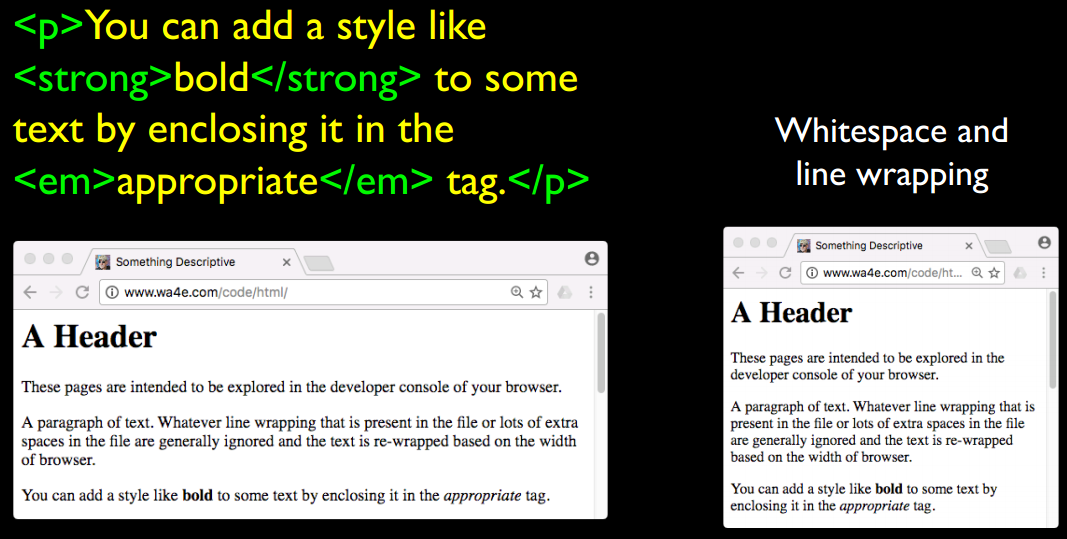 <p>You can add a style like
<strong>bold</strong> to some
text by enclosing it in the
<em>appropriate</em> tag.</p>
Whitespace and
line wrapping
Something Descriptive
www.wa4e.com/code/html/
A Header
These pages are intended to be explored in the developer console of your browser.
A paragraph of text. Whatever line wrapping that is present in the file or lots of extra
spaces in the file are generally ignored and the text is re-wrapped based on the width
of browser.
You can add a style like bold to some text by enclosing it in the appropriate tag.
Something Descriptive
www.wa4e.com/code/ht...
A Header
These pages are intended to be explored in the
developer console of your browser.
A paragraph of text. Whatever line wrapping that is
present in the file or lots of extra spaces in the file
are generally ignored and the text is re-wrapped
based on the width of browser.
You can add a style like bold to some text by
enclosing it in the appropriate tag.